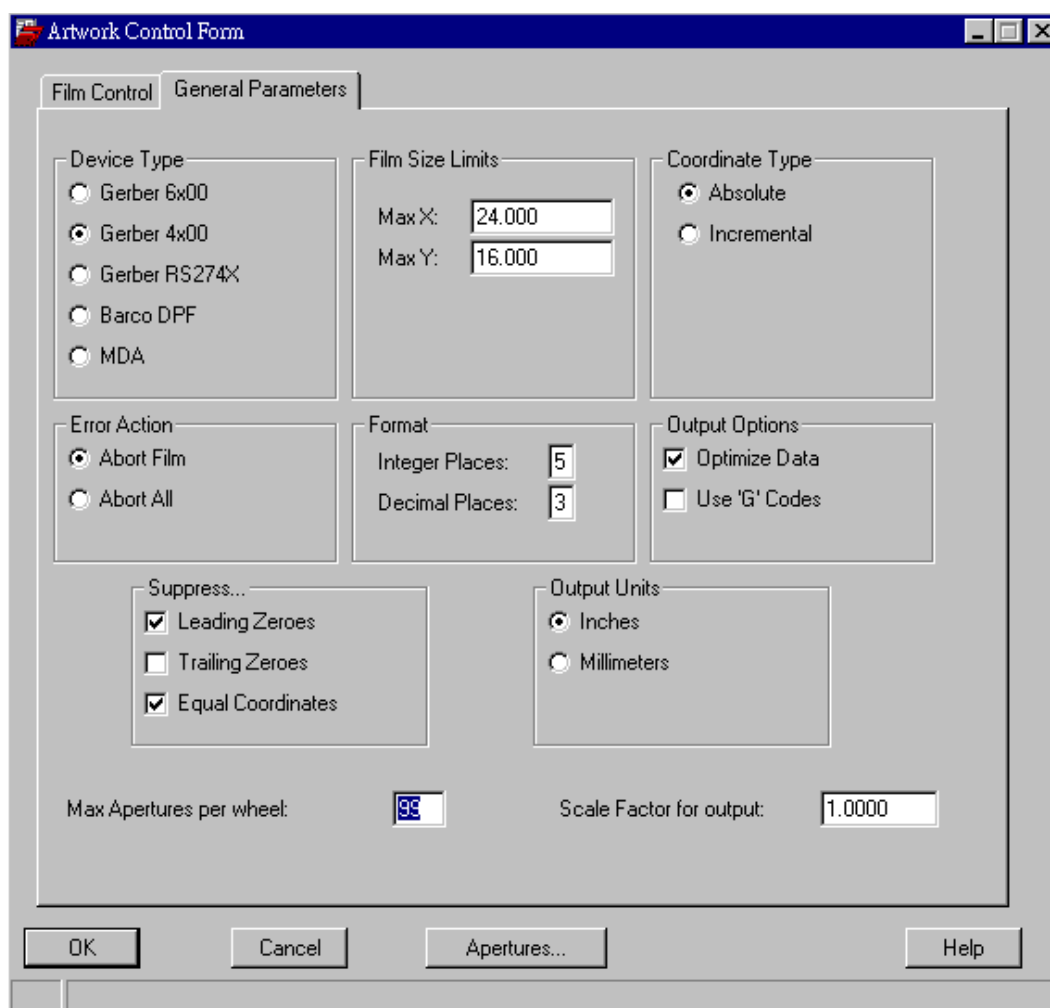 Artwork Control Form
Film Control
General Parameters
Device Type
Gerber 6x00
Gerber 4x00
Gerber RS274X
Barco DPF
MDA
Film Size Limits
Max X: 24.000
Max Y: 16.000
Coordinate Type
Absolute
Incremental
Error Action
Abort Film
Abort All
Format
Integer Places: 5
Decimal Places: 3
Output Options
Optimize Data
Use 'G' Codes
Suppress...
Leading Zeroes
Trailing Zeroes
Equal Coordinates
Output Units
Inches
Millimeters
Max Apertures per wheel: 99
Scale Factor for output: 1.0000
OK
Cancel
Apertures...
Help